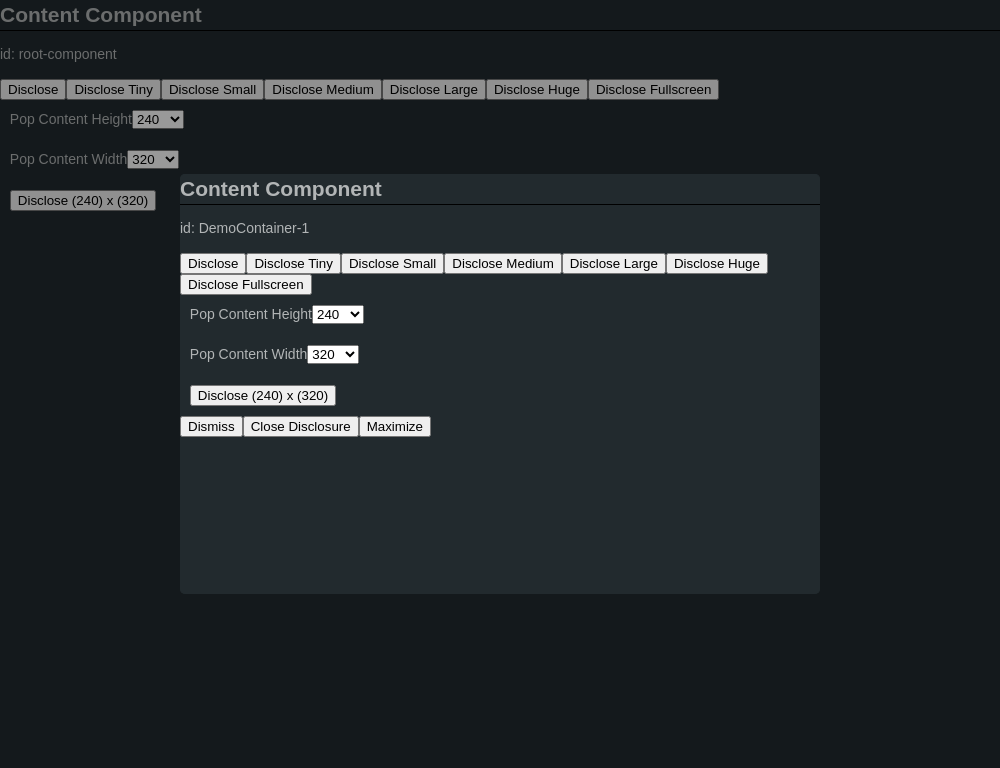 Content Component
id: root-component
Disclose Disclose Tiny Disclose Small Disclose Medium Disclose Large Disclose Huge Disclose Fullscreen
Pop Content Height 240
Pop Content Width 320
Disclose (240) x (320)
Content Component
id: DemoContainer-1
Disclose Disclose Tiny Disclose Small Disclose Medium Disclose Large Disclose Huge
Disclose Fullscreen
Pop Content Height 240
Pop Content Width 320
Disclose (240) x (320)
Dismiss Close Disclosure Maximize